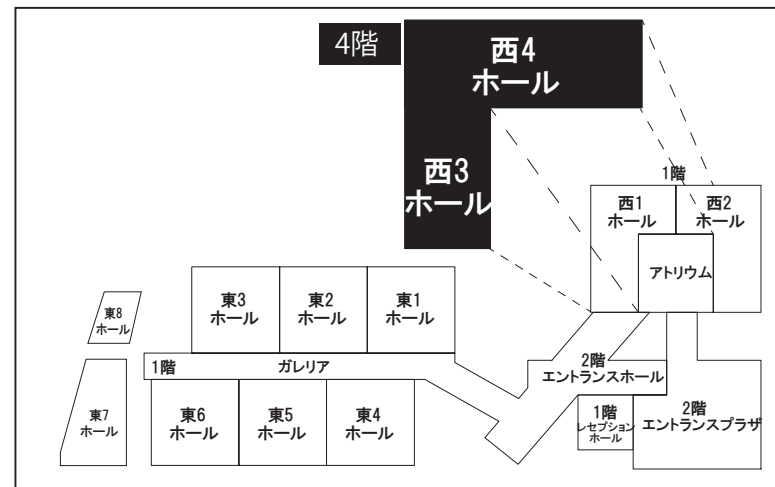 4階
西4
ホール
西3
ホール
1階
西1
ホール
西2
ホール
アトリウム
東3
ホール
東2
ホール
東1
ホール
東8
ホール
1階
ガレリア
2階
エントランスホール
東7
ホール
東6
ホール
東5
ホール
東4
ホール
1階
レセプション
ホール
2階
エントランスプラザ